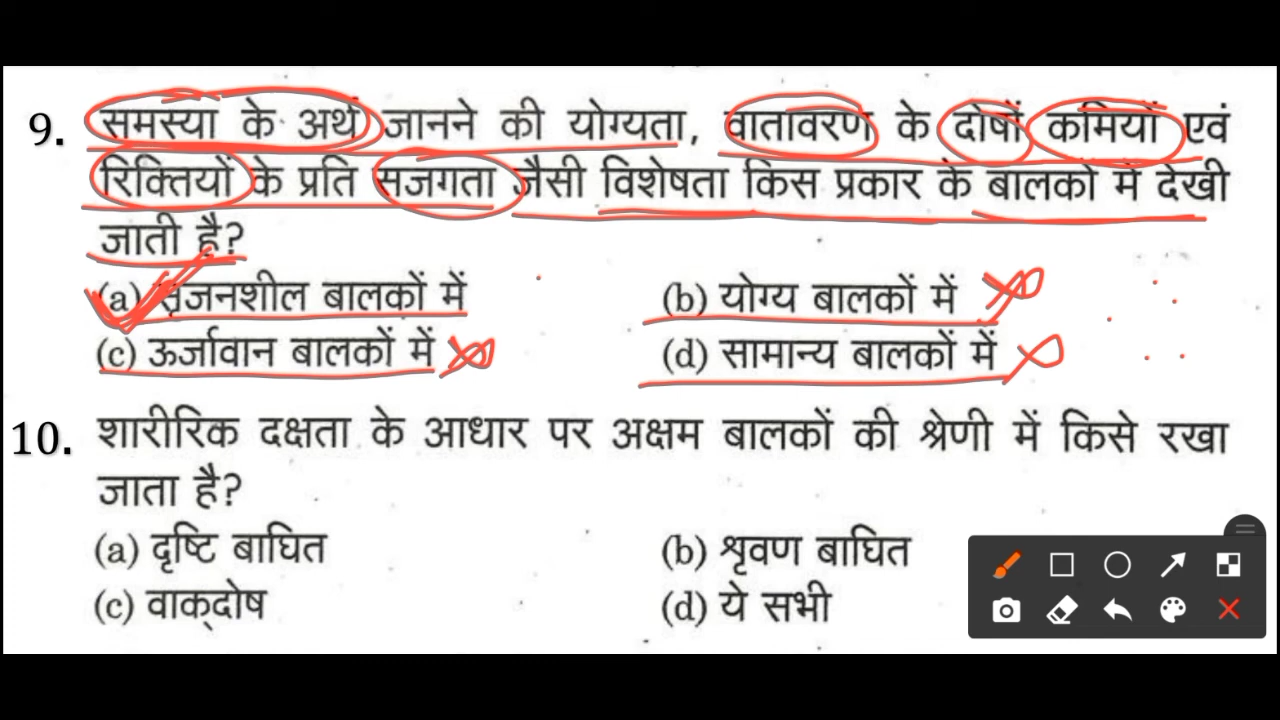 9. समस्या के अर्थ जानने की योग्यता, वातावरण के दोषों कमियों एवं
रिक्तियों के प्रति सजगता जैसी विशेषता किस प्रकार के बालकों में देखी
जाती है?
(a) सृजनशील बालकों में (b) योग्य बालकों में
(c) ऊर्जावान बालकों में (d) सामान्य बालकों में
10. शारीरिक दक्षता के आधार पर अक्षम बालकों की श्रेणी में किसे रखा
जाता है?
(a) दृष्टि बाघित (b) श्रृवण बाघित
(c) वाक्‌दोष (d) ये सभी